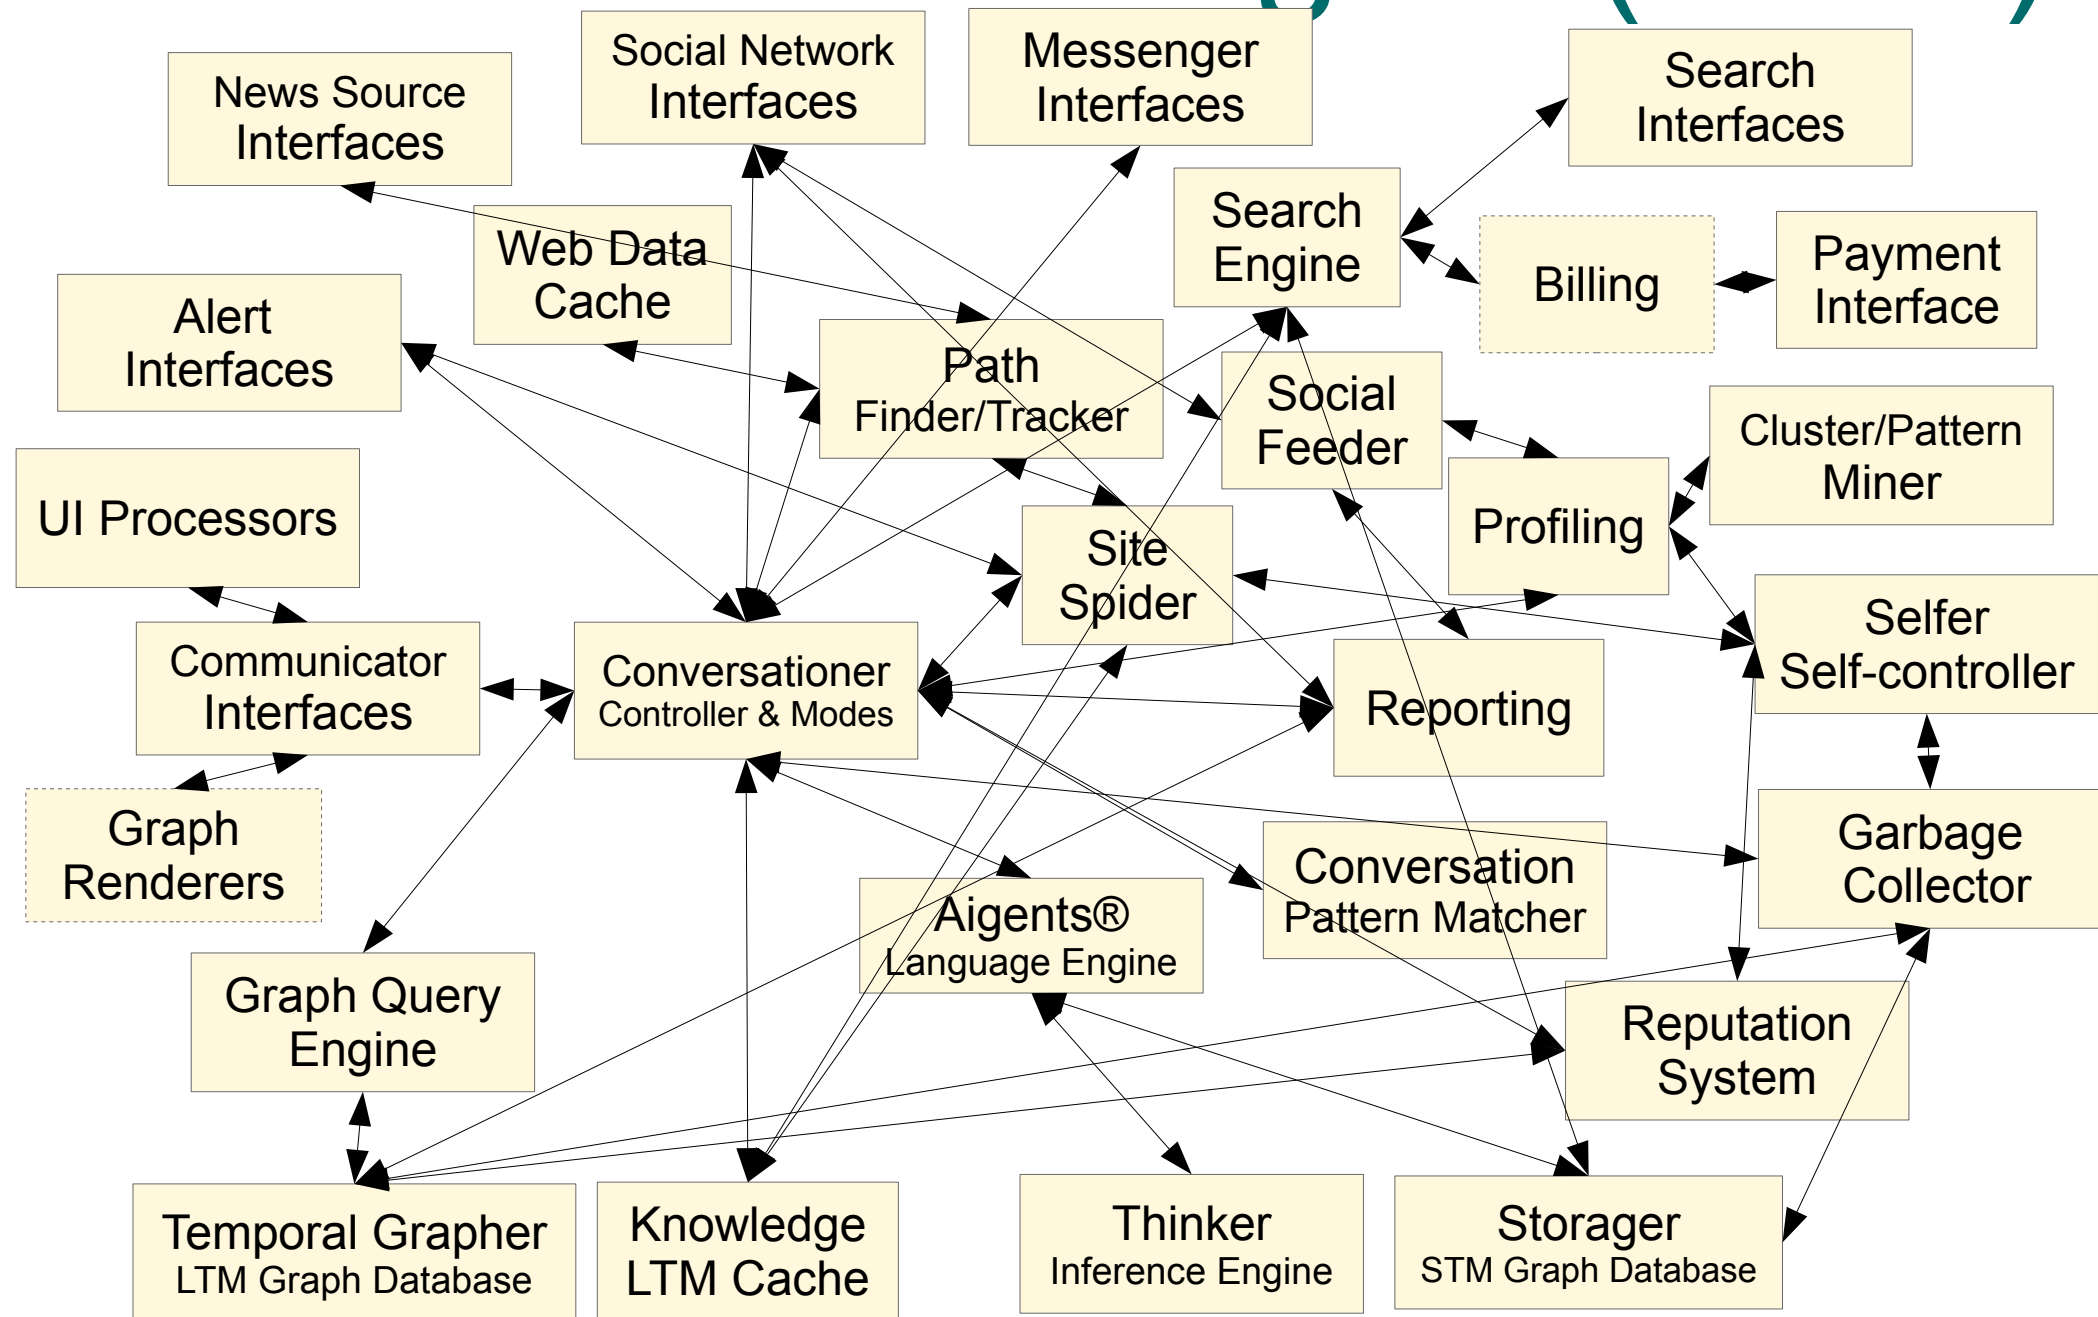 Social Network
Interfaces
Messenger
Interfaces
Search
Interfaces
News Source
Interfaces
Search
Engine
Web Data
Cache
Billing
Payment
Interface
Alert
Interfaces
Path
Finder/Tracker
Social
Feeder
Cluster/Pattern
Miner
UI Processors
Profiling
Site
Spider
Selfer
Self-controller
Communicator
Interfaces
Conversationer
Controller & Modes
Reporting
Graph
Renderers
Conversation
Pattern Matcher
Garbage
Collector
Aigents®
Language Engine
Graph Query
Engine
Reputation
System
Temporal Grapher
LTM Graph Database
Knowledge
LTM Cache
Thinker
Inference Engine
Storager
STM Graph Database